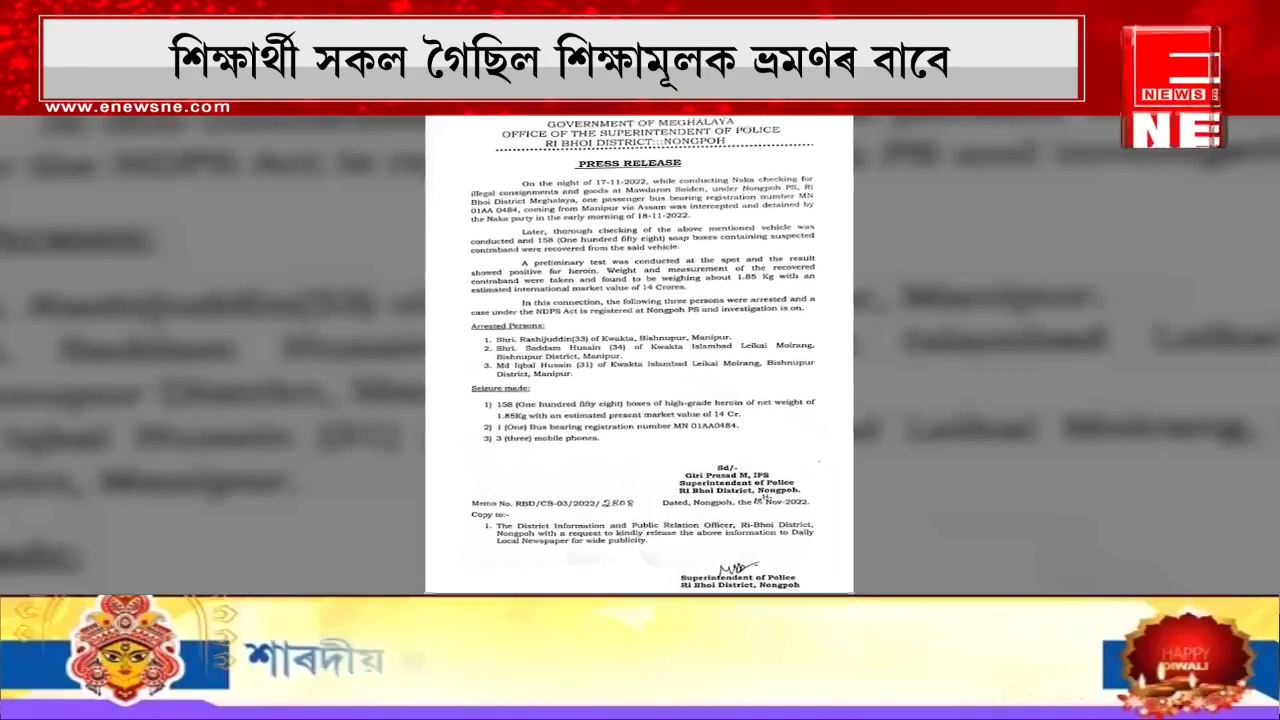 শিক্ষাৰ্থী সকল গৈছিল শিক্ষামূলক ভ্ৰমণৰ বাবে
www.enewsne.com
E
NEWS
NE
GOVERNMENT OF MEGHALAYA
OFFICE OF THE SUPERINTENDENT OF POLICE
RI BHOI DISTRICT:::NONGPOH
PRESS RELEASE
On the night of 17-11-2022, while conducting Naka checking for
illegal consignments and goods at Mawdaron Saiden, under Nongpoh PS, Ri
Bhoi District Meghalaya, one passenger bus bearing registration number MN
01AA 0484, coming from Manipur via Assam was intercepted and detained by
the Naka party in the early morning of 18-11-2022.
Later, thorough checking of the above mentioned vehicle was
conducted and 158 (One hundred fifty eight) soap boxes containing suspected
contraband were recovered from the said vehicle.
A preliminary test was conducted at the spot and the result
showed positive for heroin. Weight and measurement of the recovered
contraband were taken and found to be weighing about 1.85 Kg with an
estimated international market value of 14 Crores.
In this connection, the following three persons were arrested and a
case under the NDPS Act is registered at Nongpoh PS and investigation is on.
Arrested Persons:
1. Shri. Rashijuddin(33) of Kwakta, Bishnupur, Manipur.
2. Shri. Saddam Husain (34) of Kwakta Islambad Leikai Moirang,
Bishnupur District, Manipur.
3. Md Iqbal Husain (31) of Kwakta Islambad Leikai Moirang, Bishnupur
District, Manipur.
Seizure made:
1) 158 (One hundred fifty eight) boxes of high-grade heroin of net weight of
1.85Kg with an estimated present market value of 14 Cr.
2) 1 (One) Bus bearing registration number MN 01AA0484.
3) 3 (three) mobile phones.
Sd/-
Giri Prasad M, IPS
Superintendent of Police
Ri Bhoi District, Nongpoh.
Memo No. RBD/CB-03/2022/2808 Dated, Nongpoh, the 18th Nov-2022.
Copy to:-
1. The District Information and Public Relation Officer, Ri-Bhoi District,
Nongpoh with a request to kindly release the above information to Daily
Local Newspaper for wide publicity.
Superintendent of Police
Ri Bhoi District, Nongpoh
শাৰদীয়
HAPPY
DIWALI